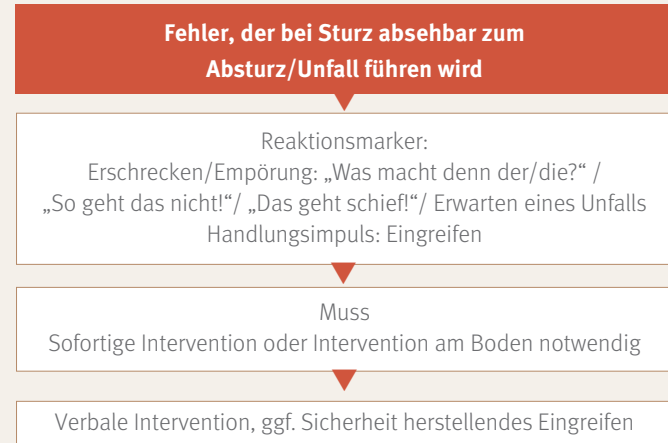 Fehler, der bei Sturz absehbar zum
Absturz/Unfall führen wird
Reaktionsmarker:
Erschrecken/Empörung: „Was macht denn der/die?“ /
„So geht das nicht!“/ „Das geht schief!“/ Erwarten eines Unfalls
Handlungsimpuls: Eingreifen
Muss
Sofortige Intervention oder Intervention am Boden notwendig
Verbale Intervention, ggf. Sicherheit herstellendes Eingreifen